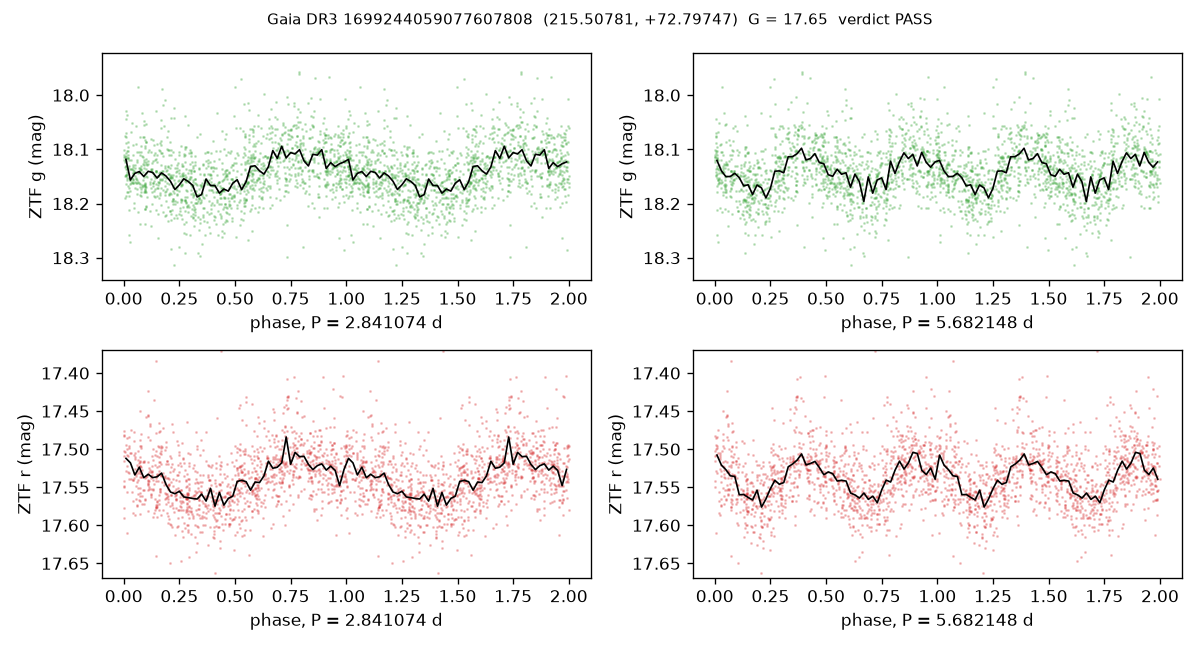 Gaia DR3 1699244059077607808  (215.50781, +72.79747)  G = 17.65  verdict PASS
ZTF g (mag)
18.0
18.1
18.2
18.3
0.00 0.25 0.50 0.75 1.00 1.25 1.50 1.75 2.00
phase, P = 2.841074 d
ZTF g (mag)
18.0
18.1
18.2
18.3
0.00 0.25 0.50 0.75 1.00 1.25 1.50 1.75 2.00
phase, P = 5.682148 d
ZTF r (mag)
17.40
17.45
17.50
17.55
17.60
17.65
0.00 0.25 0.50 0.75 1.00 1.25 1.50 1.75 2.00
phase, P = 2.841074 d
ZTF r (mag)
17.40
17.45
17.50
17.55
17.60
17.65
0.00 0.25 0.50 0.75 1.00 1.25 1.50 1.75 2.00
phase, P = 5.682148 d